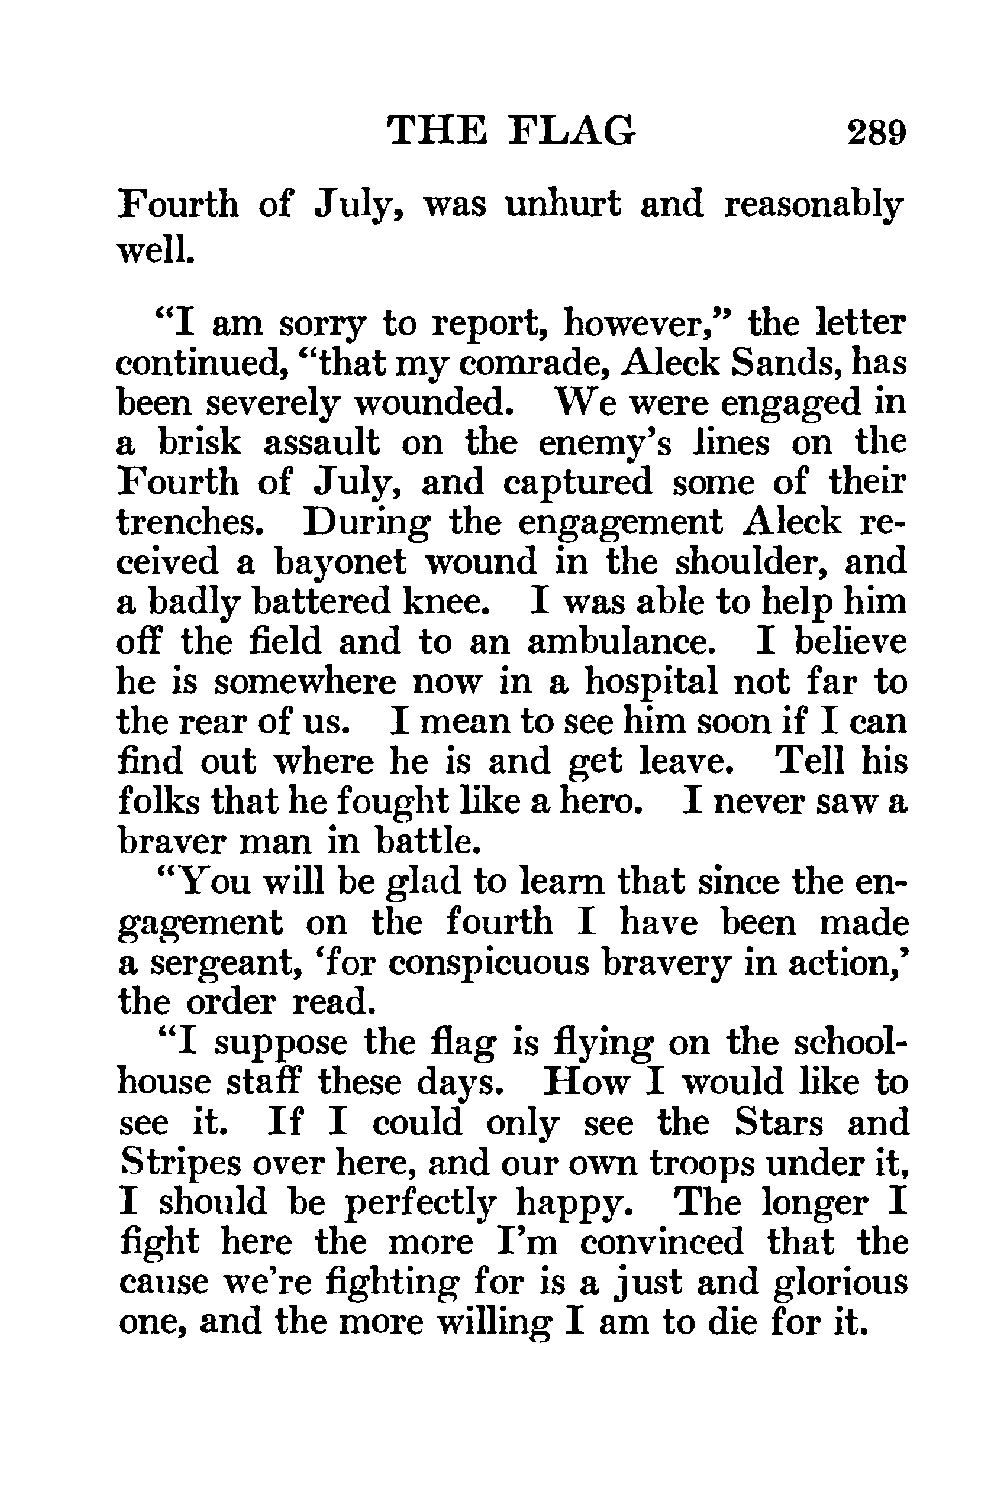 THE FLAG 289
Fourth of July, was unhurt and reasonably
well.
“I am sorry to report, however,” the letter
continued, “that my comrade, Aleck Sands, has
been severely wounded. We were engaged in
a brisk assault on the enemy’s lines on the
Fourth of July, and captured some of their
trenches. During the engagement Aleck re-
ceived a bayonet wound in the shoulder, and
a badly battered knee. I was able to help him
off the field and to an ambulance. I believe
he is somewhere now in a hospital not far to
the rear of us. I mean to see him soon if I can
find out where he is and get leave. Tell his
folks that he fought like a hero. I never saw a
braver man in battle.
“You will be glad to learn that since the en-
gagement on the fourth I have been made
a sergeant, ‘for conspicuous bravery in action,’
the order read.
“I suppose the flag is flying on the school-
house staff these days. How I would like to
see it. If I could only see the Stars and
Stripes over here, and our own troops under it,
I should be perfectly happy. The longer I
fight here the more I’m convinced that the
cause we’re fighting for is a just and glorious
one, and the more willing I am to die for it.